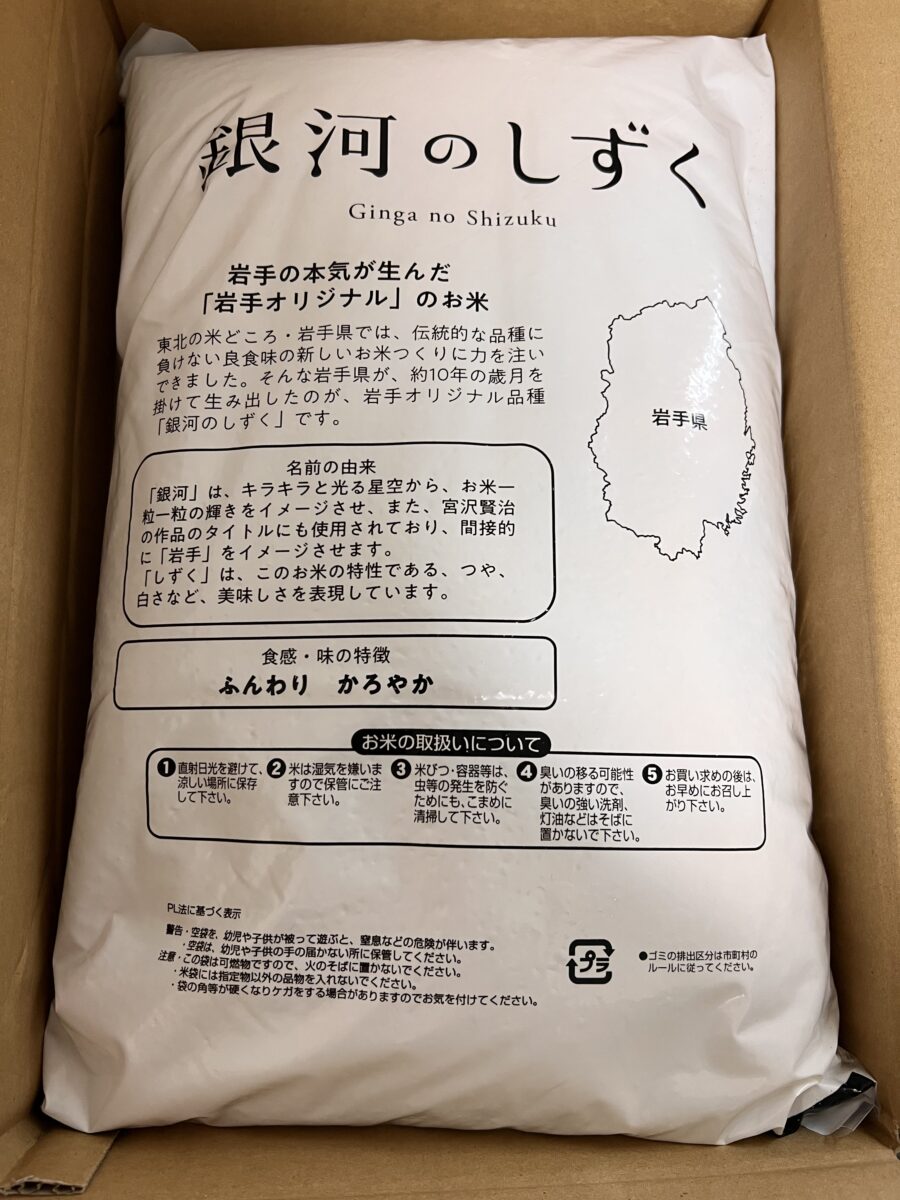 銀河のしずく
Ginga no Shizuku
岩手の本気が生んだ
「岩手オリジナル」のお米
東北の米どころ・岩手県では、伝統的な品種に
負けない良食味の新しいお米つくりに力を注い
できました。そんな岩手県が、約10年の歳月を
掛けて生み出したのが、岩手オリジナル品種
「銀河のしずく」です。
岩手県
名前の由来
「銀河」は、キラキラと光る星空から、お米一
粒一粒の輝きをイメージさせ、また、宮沢賢治
の作品のタイトルにも使用されており、間接的
に「岩手」をイメージさせます。
「しずく」は、このお米の特性である、つや、
白さなど、美味しさを表現しています。
食感・味の特徴
ふんわり かろやか
お米の取扱いについて
❶直射日光を避けて、
涼しい場所に保存
して下さい。
❷米は湿気を嫌いま
すので保管にご注
意下さい。
❸米びつ・容器等は、
虫等の発生を防ぐ
ためにも、こまめに
清掃して下さい。
❹臭いの移る可能性
がありますので、
臭いの強い洗剤、
灯油などはそばに
置かないで下さい。
❺お買い求めの後は、
お早めにお召し上
がり下さい。
PL法に基づく表示
警告・空袋を、幼児や子供が被って遊ぶと、窒息などの危険が伴います。
・空袋は、幼児や子供の手の届かない所に保管してください。
注意・この袋は可燃物ですので、火のそばに置かないでください。
・米袋には指定物以外の品物を入れないでください。
・袋の角等が硬くなりケガをする場合がありますのでお気を付けてください。
プラ
●ゴミの排出区分は市町村の
ルールに従ってください。